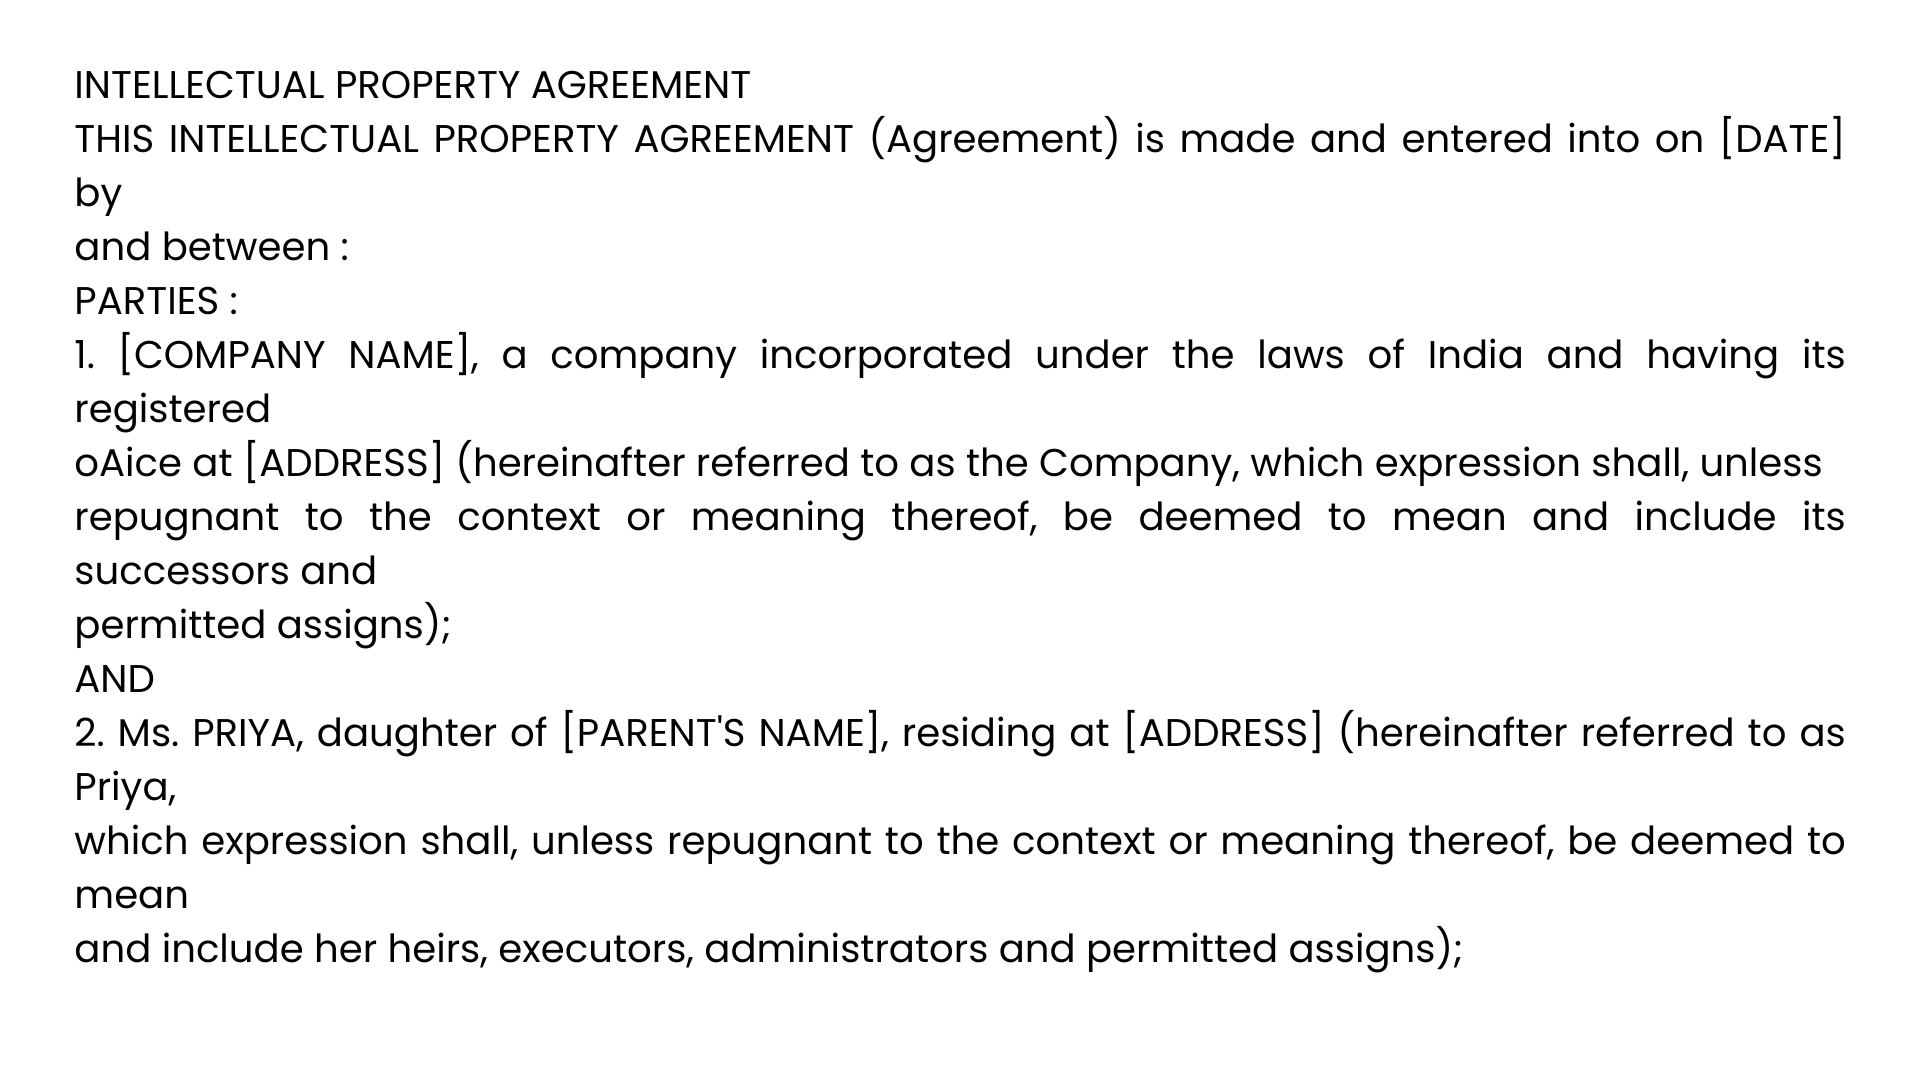 INTELLECTUAL PROPERTY AGREEMENT
THIS INTELLECTUAL PROPERTY AGREEMENT (Agreement) is made and entered into on [DATE]
by
and between :
PARTIES :
1. [COMPANY NAME], a company incorporated under the laws of India and having its
registered
oAice at [ADDRESS] (hereinafter referred to as the Company, which expression shall, unless
repugnant to the context or meaning thereof, be deemed to mean and include its
successors and
permitted assigns);
AND
2. Ms. PRIYA, daughter of [PARENT'S NAME], residing at [ADDRESS] (hereinafter referred to as
Priya,
which expression shall, unless repugnant to the context or meaning thereof, be deemed to
mean
and include her heirs, executors, administrators and permitted assigns);